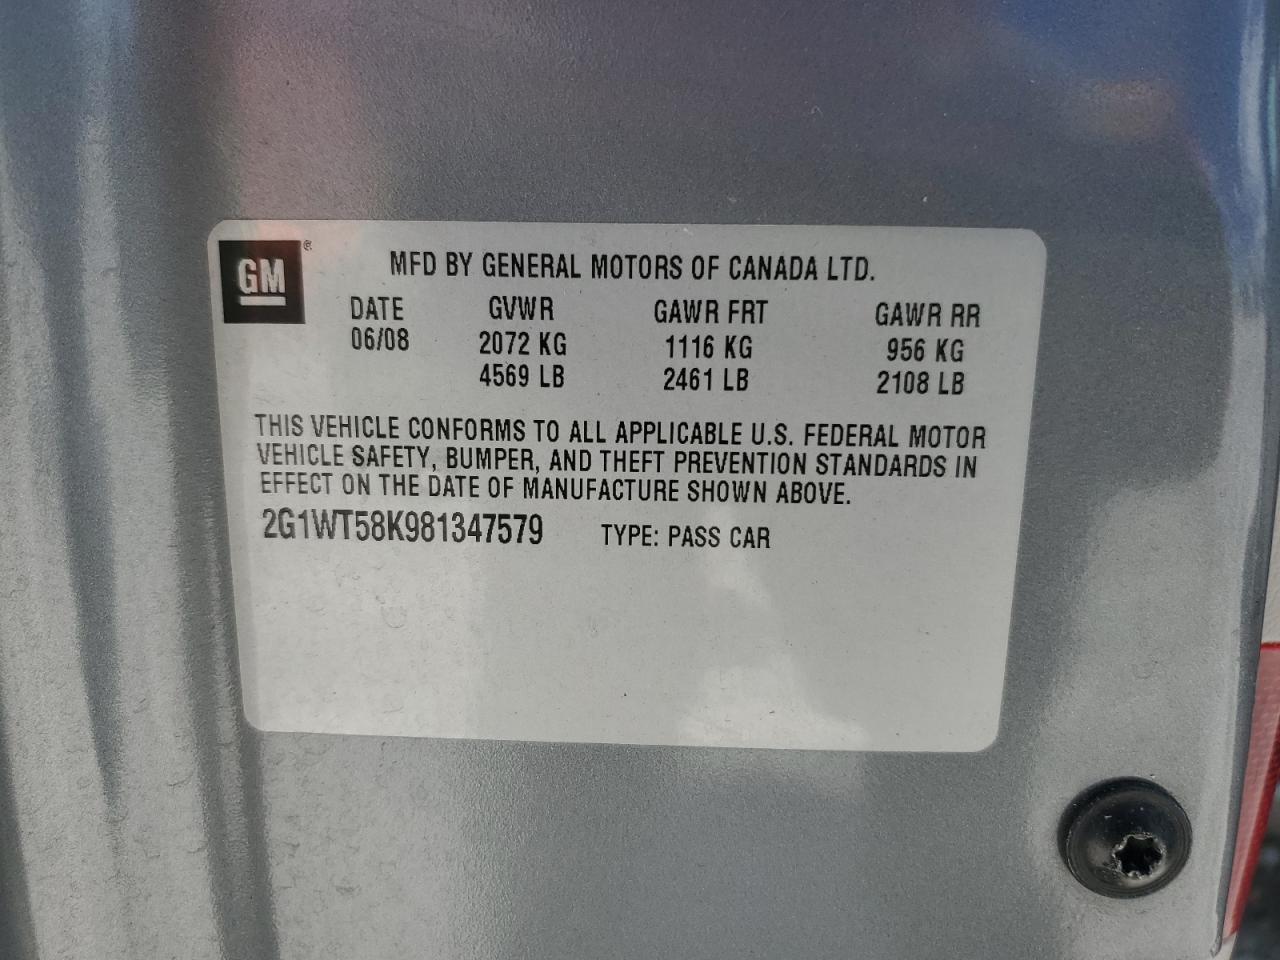 GM ®
MFD BY GENERAL MOTORS OF CANADA LTD.
DATE GVWR GAWR FRT GAWR RR
06/08 2072 KG 1116 KG 956 KG
4569 LB 2461 LB 2108 LB
THIS VEHICLE CONFORMS TO ALL APPLICABLE U.S. FEDERAL MOTOR
VEHICLE SAFETY, BUMPER, AND THEFT PREVENTION STANDARDS IN
EFFECT ON THE DATE OF MANUFACTURE SHOWN ABOVE.
2G1WT58K981347579 TYPE: PASS CAR